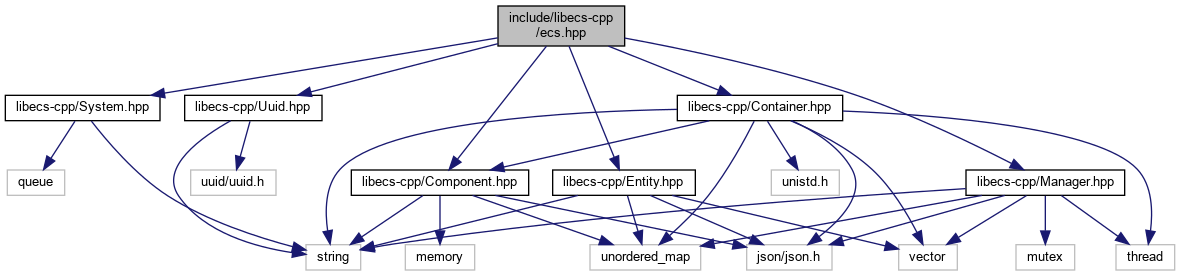 include/libecs-cpp
/ecs.hpp
libecs-cpp/System.hpp
libecs-cpp/Uuid.hpp
libecs-cpp/Container.hpp
queue
uuid/uuid.h
libecs-cpp/Component.hpp
libecs-cpp/Entity.hpp
unistd.h
libecs-cpp/Manager.hpp
string
memory
unordered_map
json/json.h
vector
mutex
thread